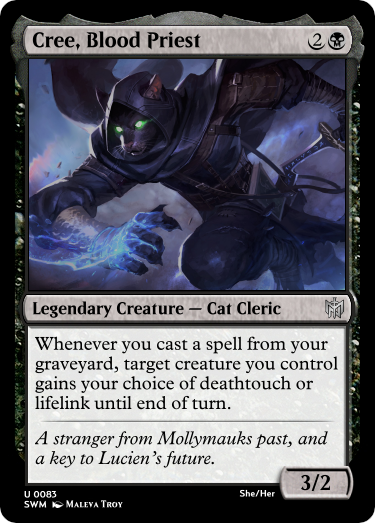 Cree, Blood Priest 2
Legendary Creature — Cat Cleric
Whenever you cast a spell from your
graveyard, target creature you control
gains your choice of deathtouch or
lifelink until end of turn.
A stranger from Mollymauks past, and
a key to Lucien's future.
3/2
U 0083 She/Her
SWM Maleva Troy